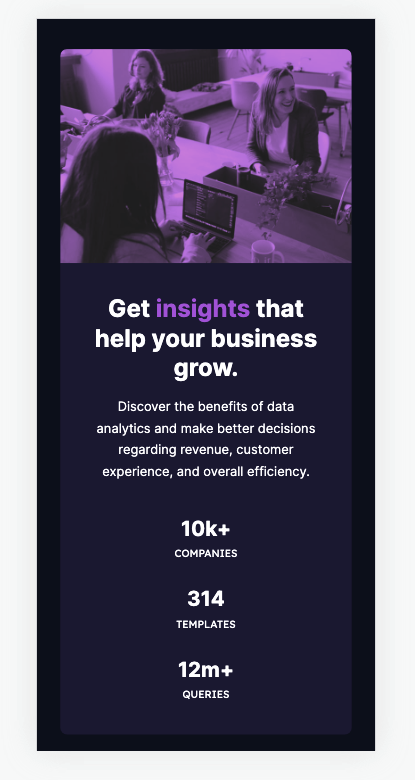 Get insights that
help your business
grow.
Discover the benefits of data
analytics and make better decisions
regarding revenue, customer
experience, and overall efficiency.
10k+
COMPANIES
314
TEMPLATES
12m+
QUERIES